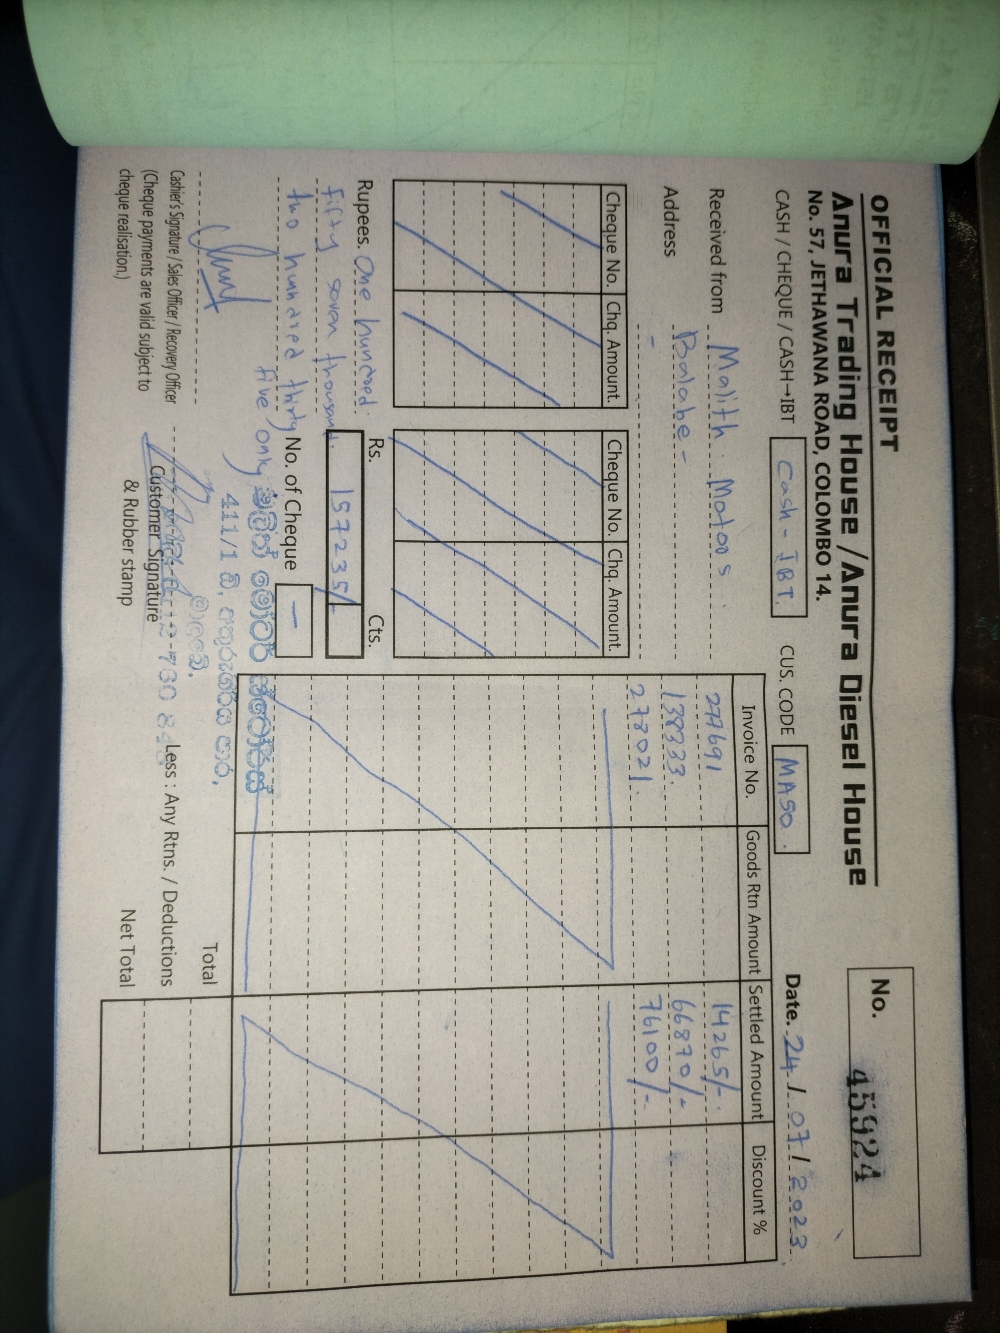 OFFICIAL RECEIPT
Anura Trading House / Anura Diesel House
No. 57, JETHAWANA ROAD, COLOMBO 14.
No. 45924
CASH / CHEQUE / CASH→IBT Cash - IBT. CUS. CODE MA50. Date. 24 / 07 / 2023
Received from Malith Motoos.
Address Balabe -
-
Cheque No. Chq. Amount. Cheque No. Chq. Amount.
Rupees. One hundred
fifty seven thousand
two hundred thirty
five only
Rs. Cts.
157235/-
No. of Cheque —
Invoice No. Goods Rtn Amount Settled Amount Discount %
277691 14265/-
138333. 66870/-
278021. 76100/-
Total
Less : Any Rtns. / Deductions
Net Total
411/1
Cashier's Signature / Sales Officer / Recovery Officer
(Cheque payments are valid subject to
cheque realisation.)
Customer Signature
& Rubber stamp